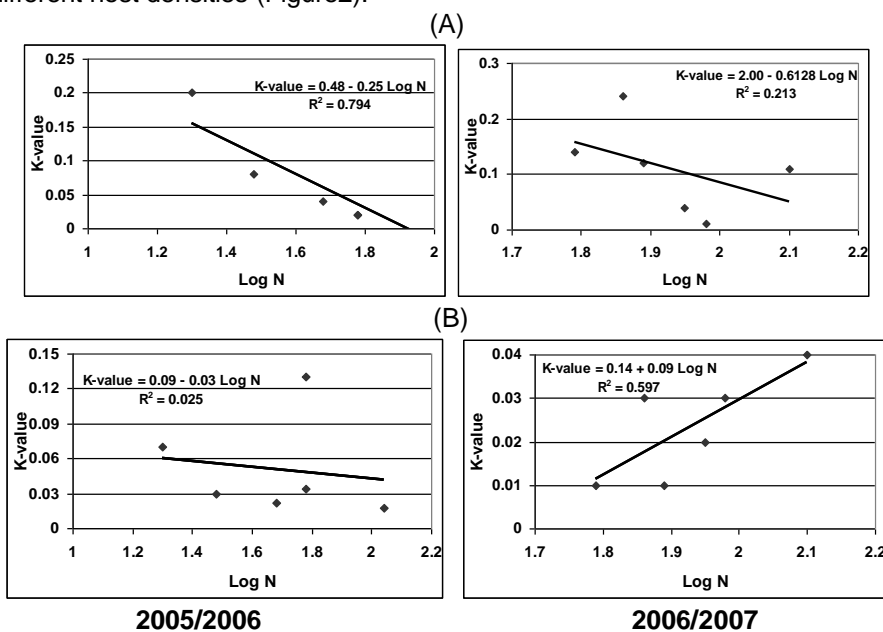 different host densities (Figure2).
(A)
0.25
0.2
0.15
0.1
0.05
0
K-value
K-value = 0.48 - 0.25 Log N
R² = 0.794
1 1.2 1.4 1.6 1.8 2
Log N
0.3
0.2
0.1
0
K-value
K-value = 2.00 - 0.6128 Log N
R² = 0.213
1.7 1.8 1.9 2 2.1 2.2
Log N
(B)
0.15
0.12
0.09
0.06
0.03
0
K-value
K-value = 0.09 - 0.03 Log N
R² = 0.025
1 1.2 1.4 1.6 1.8 2 2.2
Log N
0.04
0.03
0.02
0.01
0
K-value
K-value = 0.14 + 0.09 Log N
R² = 0.597
1.7 1.8 1.9 2 2.1 2.2
Log N
2005/2006 2006/2007